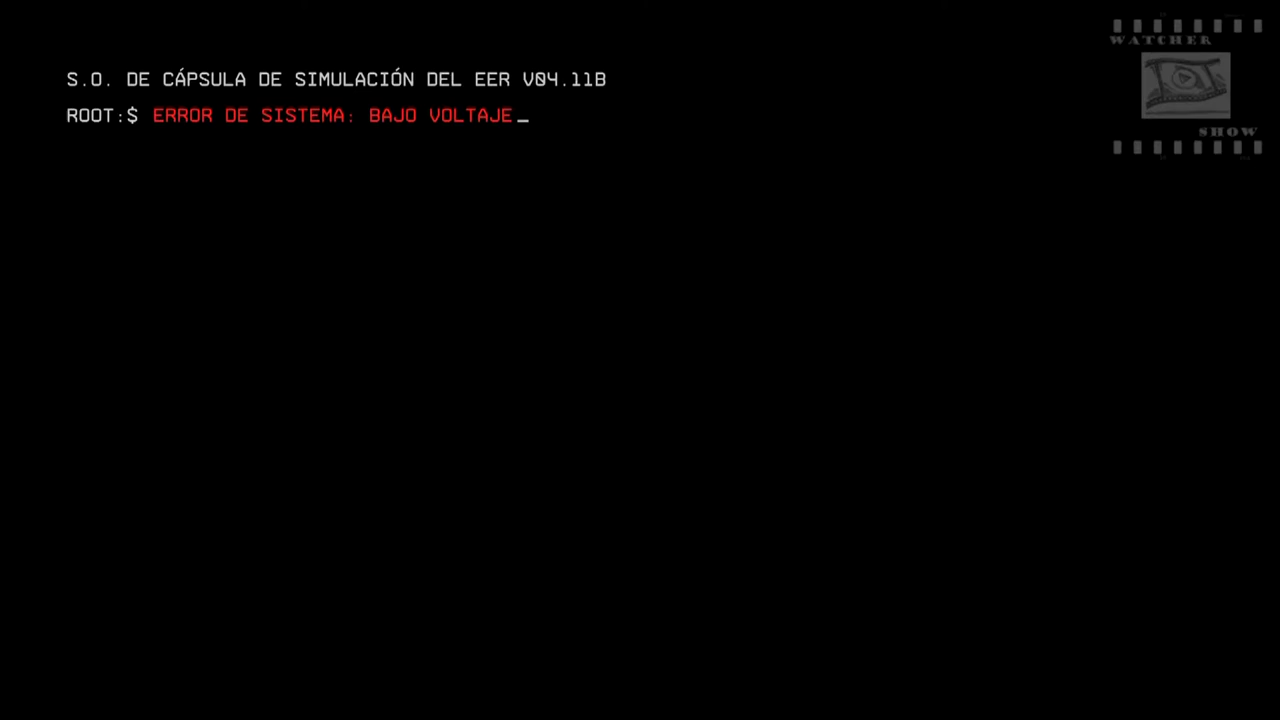 S.O. DE CÁPSULA DE SIMULACIÓN DEL EER V04.11B
ROOT:$ ERROR DE SISTEMA: BAJO VOLTAJE_
WATCHER
SHOW